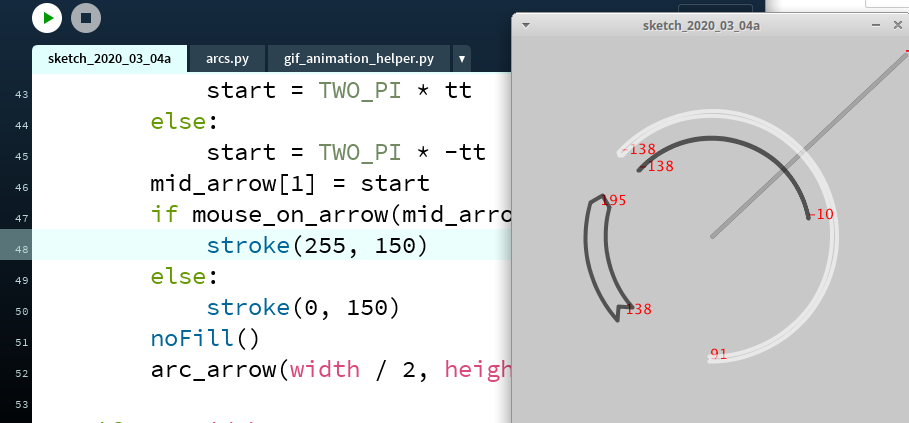 sketch_2020_03_04a
arcs.py
gif_animation_helper.py
43 start = TWO_PI * tt
44 else:
45 start = TWO_PI * -tt
46 mid_arrow[1] = start
47 if mouse_on_arrow(mid_arro
48 stroke(255, 150)
49 else:
50 stroke(0, 150)
51 noFill()
52 arc_arrow(width / 2, heigh
53
sketch_2020_03_04a
-138
-138
195
-10
138
91